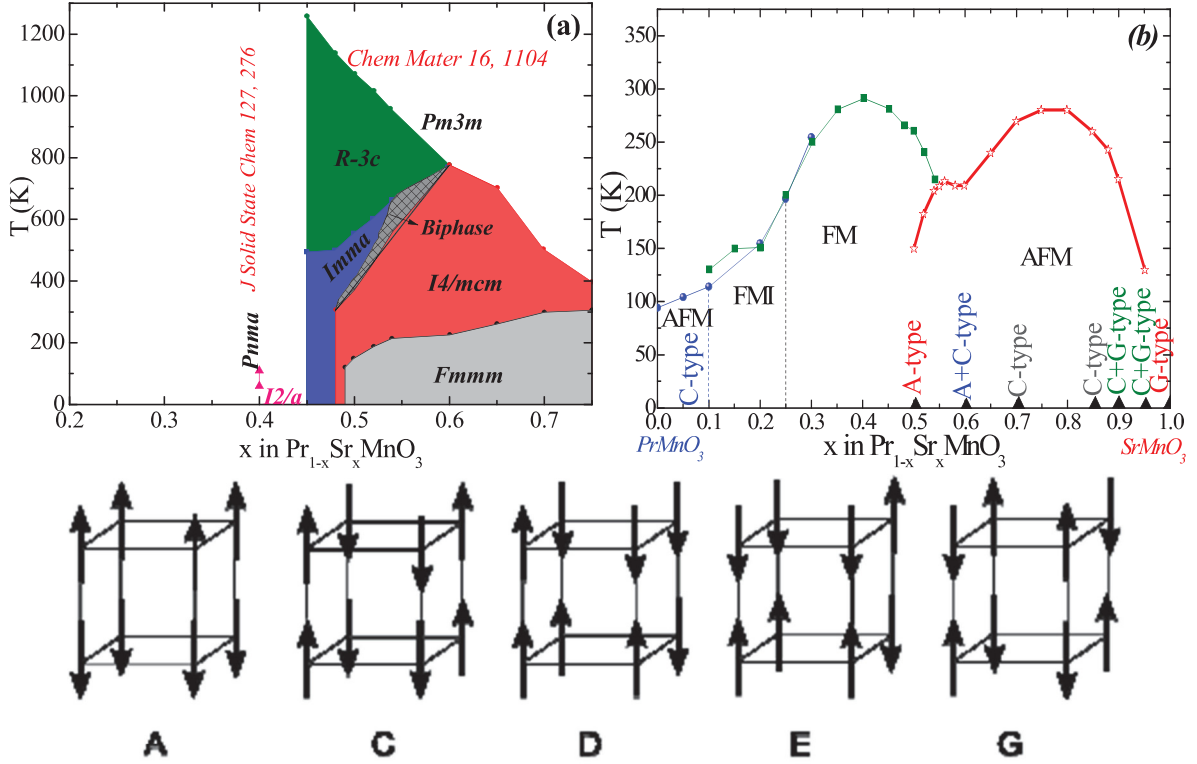 (a)
1200
1000
800
600
400
200
0
T (K)
J Solid State Chem 127, 276
Chem Mater 16, 1104
Pm3m
R-3c
Biphase
Imma
I4/mcm
Pnma
I2/a
Fmmm
0.2 0.3 0.4 0.5 0.6 0.7
x in Pr1-xSrxMnO3
(b)
350
300
250
200
150
100
50
0
T (K)
FM
FMI
AFM
AFM
C-type
A-type
A+C-type
C-type
C-type
C+G-type
C+G-type
G-type
0.0 0.1 0.2 0.3 0.4 0.5 0.6 0.7 0.8 0.9 1.0
PrMnO3
x in Pr1-xSrxMnO3
SrMnO3
A C D E G